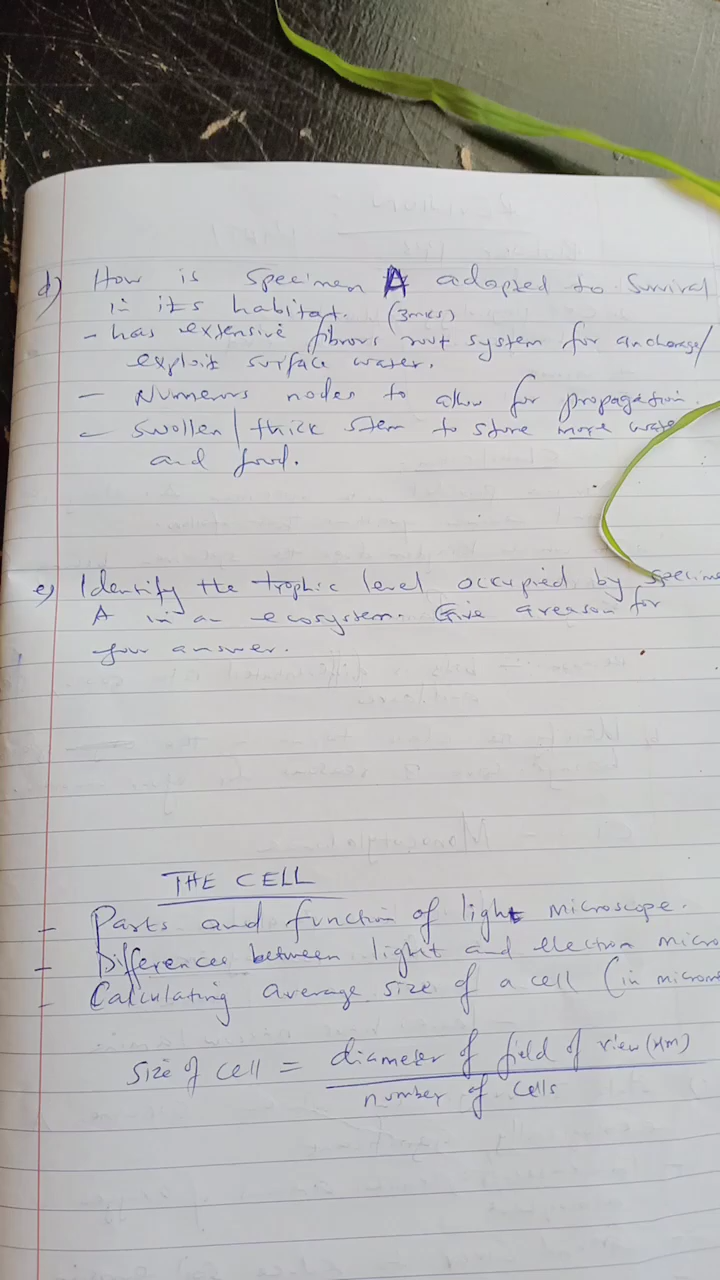 d) How is specimen A adapted to survival
in its habitat. (3mks)
- has extensive fibrous root system for anchorage/
exploit surface water.
- Numerous nodes to allow for propagation.
- Swollen/thick stem to store more wate
and food.
e) Identify the trophic level occupied by specime
A in an ecosystem. Give a reason for
your answer.
THE CELL
- Parts and function of light microscope.
- Differences between light and electron micro
- Calculating average size of a cell (in microm
size of cell = diameter of field of view (µm)
number of cells